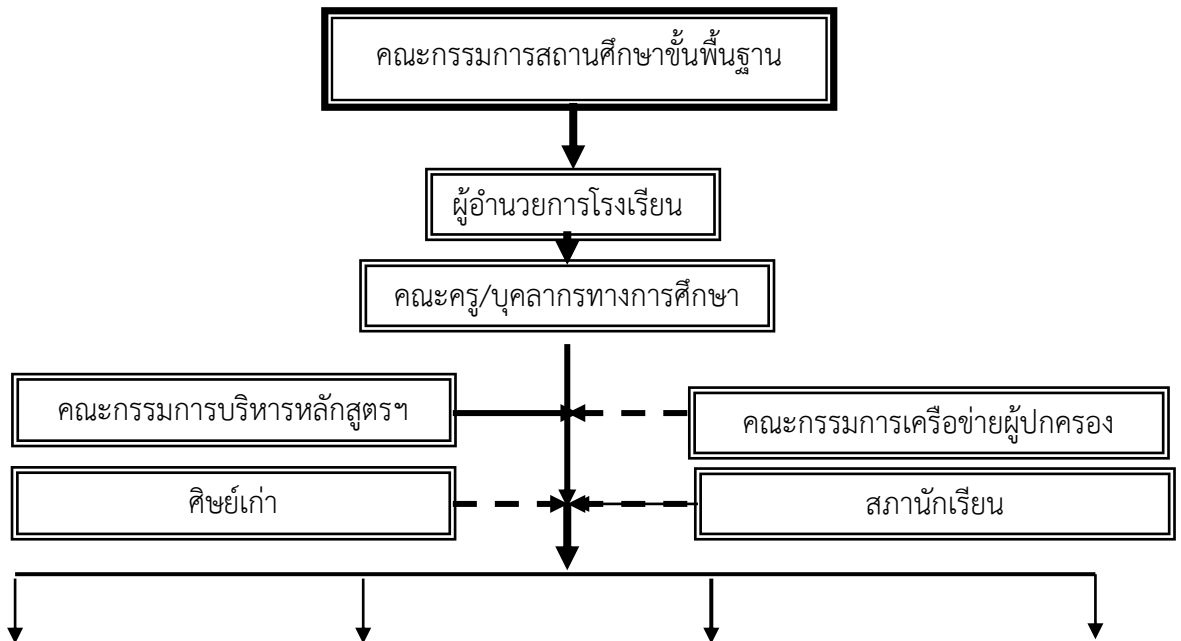 คณะกรรมการสถานศึกษาขั้นพื้นฐาน
ผู้อำนวยการโรงเรียน
คณะครู/บุคลากรทางการศึกษา
คณะกรรมการบริหารหลักสูตรฯ
คณะกรรมการเครือข่ายผู้ปกครอง
ศิษย์เก่า
สภานักเรียน